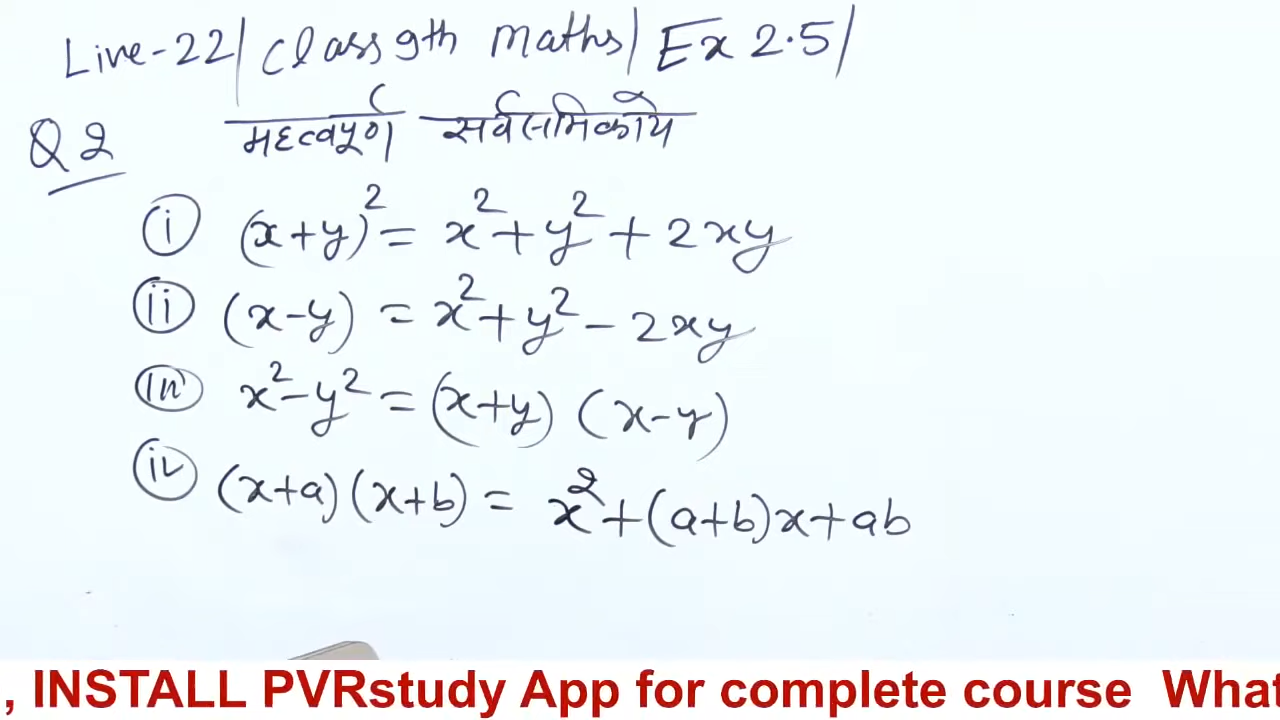 Live-22/ Class 9th maths/ Ex 2.5/
Q2 महत्वपूर्ण सर्वसमिकाये
(i) (x+y)² = x²+y²+2xy
(ii) (x-y) = x²+y²-2xy
(iii) x²-y² = (x+y) (x-y)
(iv) (x+a)(x+b) = x²+(a+b)x+ab
, INSTALL PVRstudy App for complete course What